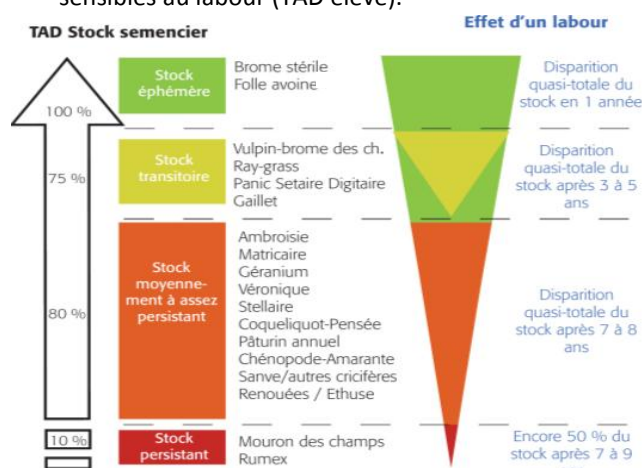 sensibles au labour (TAD élevé).
TAD Stock semencier
Effet d'un labour
100 %
Stock
éphémère
Brome stérile
Folle avoine
Disparition
quasi-totale du
stock en 1 année
75 %
Stock
transitoire
Vulpin-brome des ch.
Ray-grass
Panic Setaire Digitaire
Gaillet
Disparition
quasi-totale du
stock après 3 à 5
ans
80 %
Stock
moyenne-
ment à assez
persistant
Ambroisie
Matricaire
Géranium
Véronique
Stellaire
Coqueliquot-Pensée
Pâturin annuel
Chénopode-Amarante
Sanve/autres cricifères
Renouées / Ethuse
Disparition
quasi-totale du
stock après 7 à 8
ans
10 %
Stock
persistant
Mouron des champs
Rumex
Encore 50 % du
stock après 7 à 9